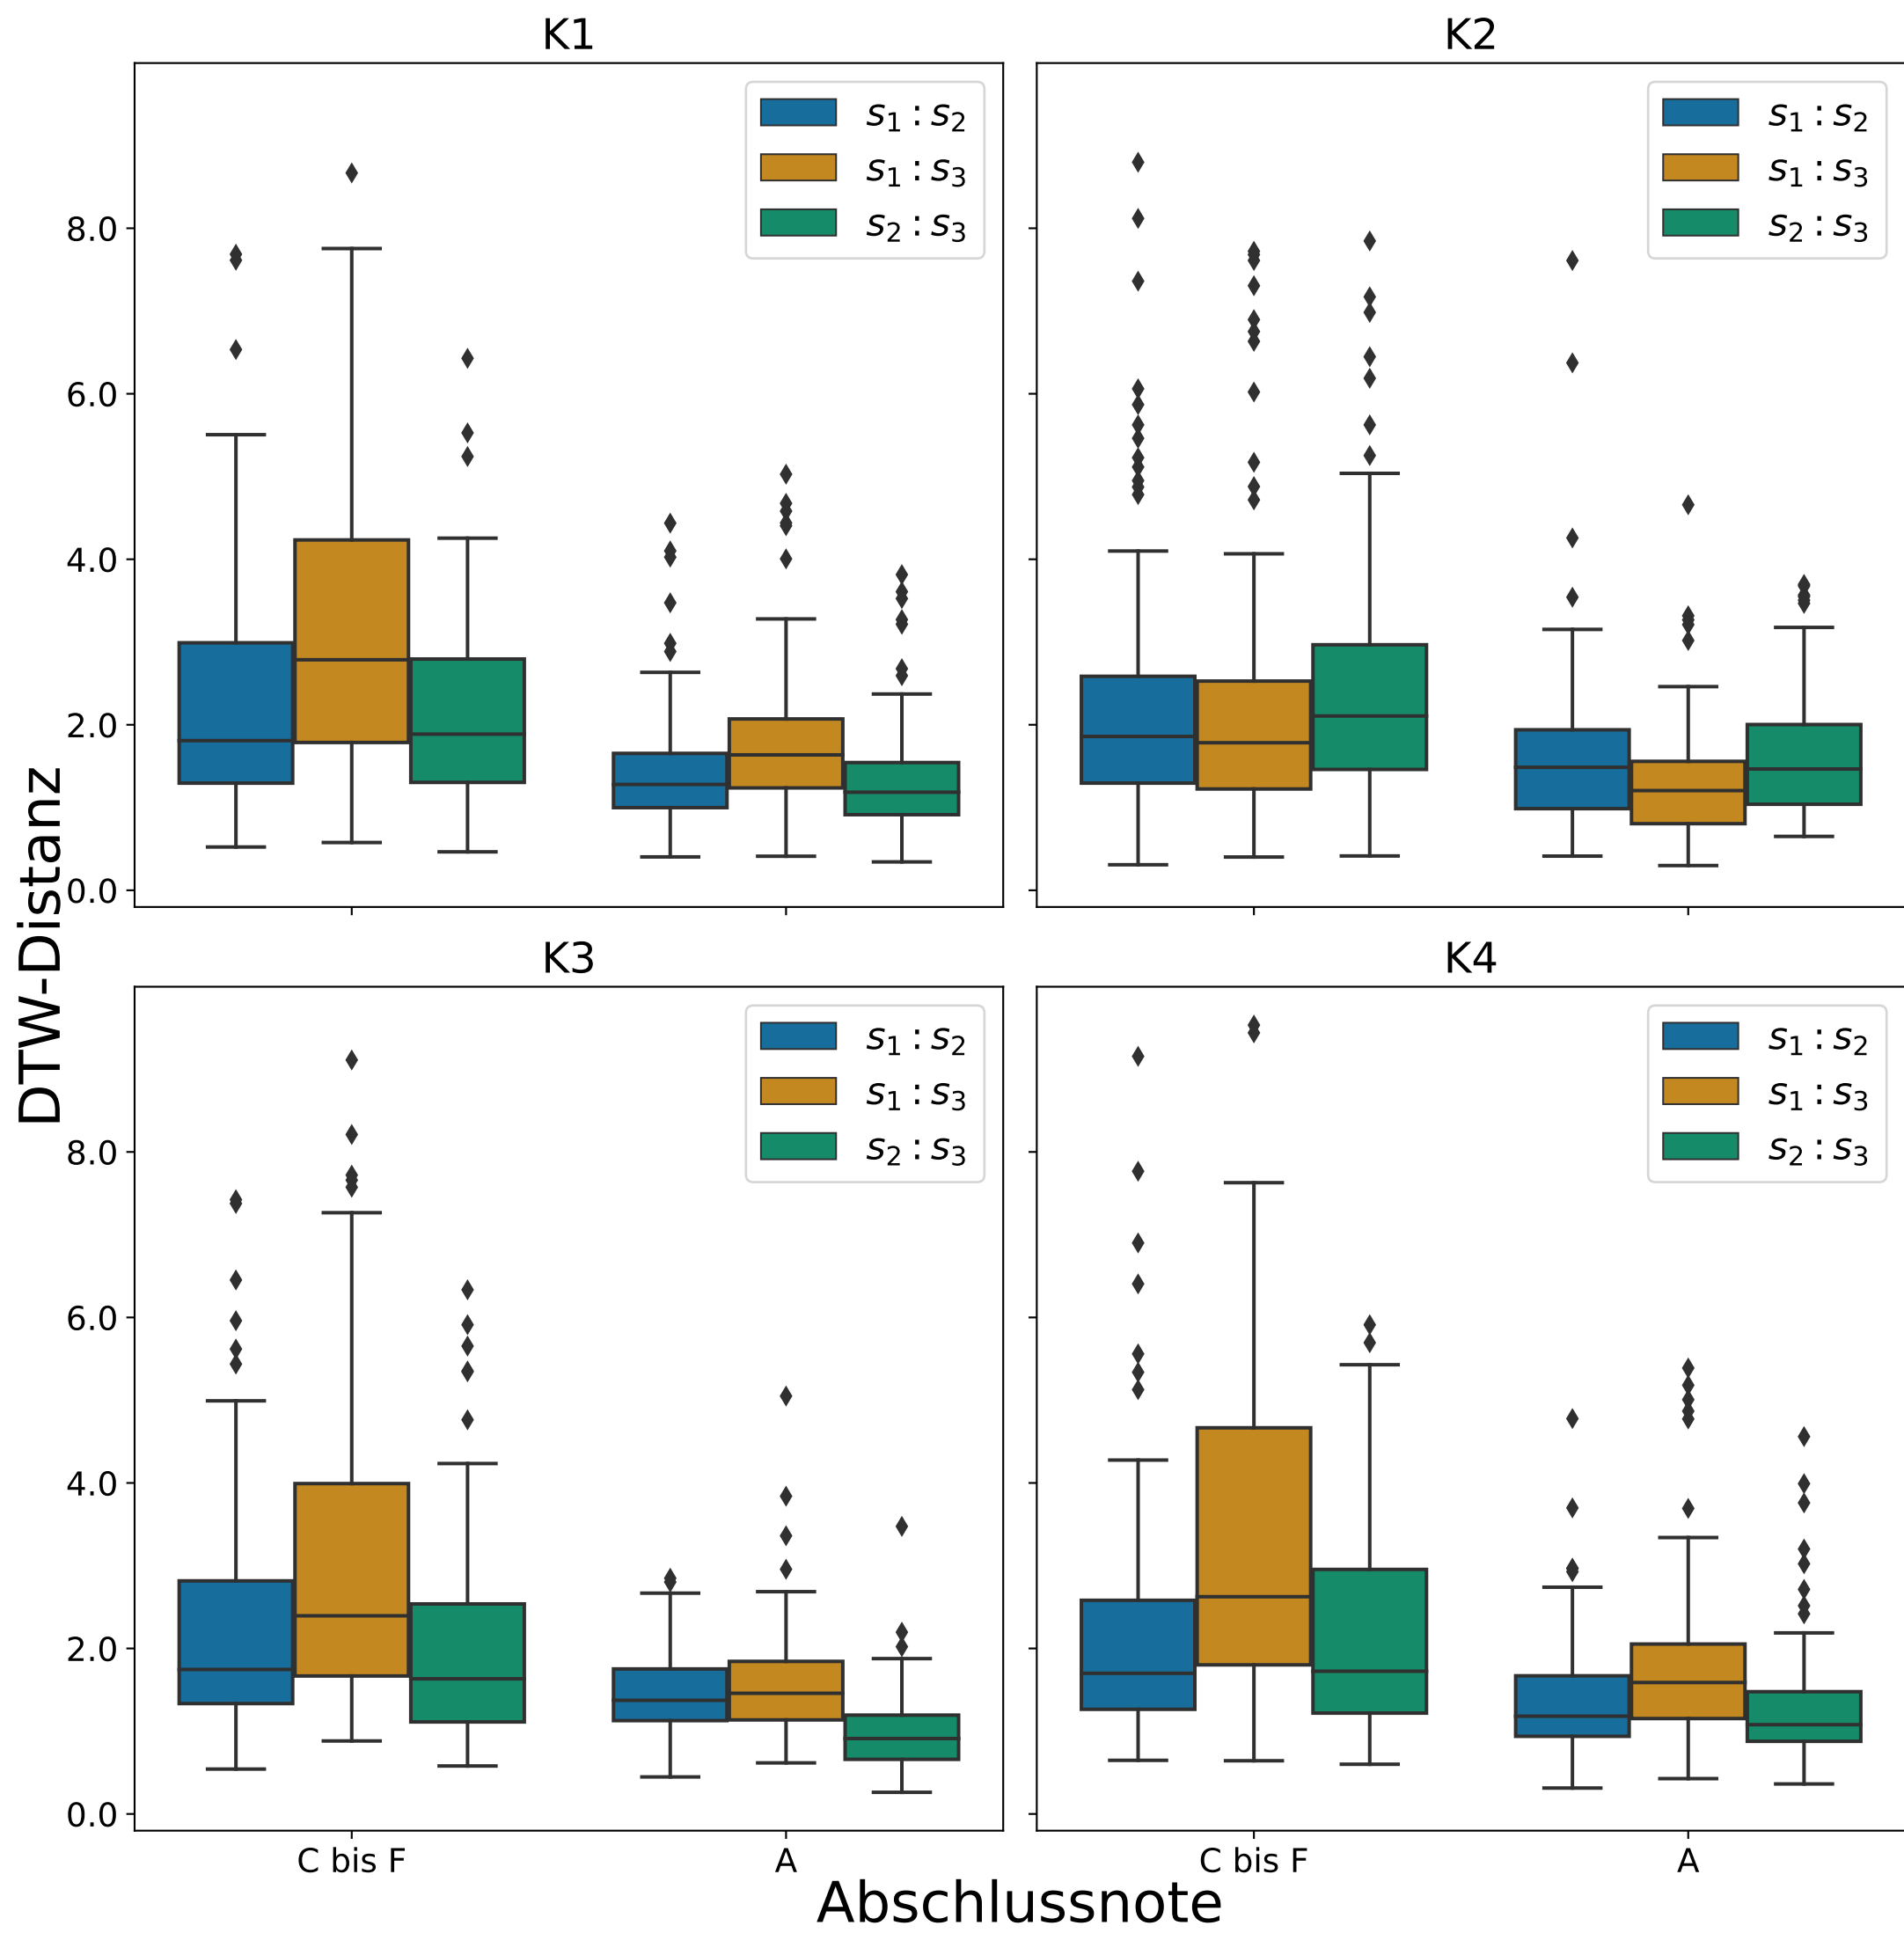 K1
s1 : s2
s1 : s3
s2 : s3
8.0
6.0
4.0
2.0
0.0
K2
s1 : s2
s1 : s3
s2 : s3
DTW-Distanz
K3
s1 : s2
s1 : s3
s2 : s3
8.0
6.0
4.0
2.0
0.0
C bis F
A
K4
s1 : s2
s1 : s3
s2 : s3
C bis F
A
Abschlussnote